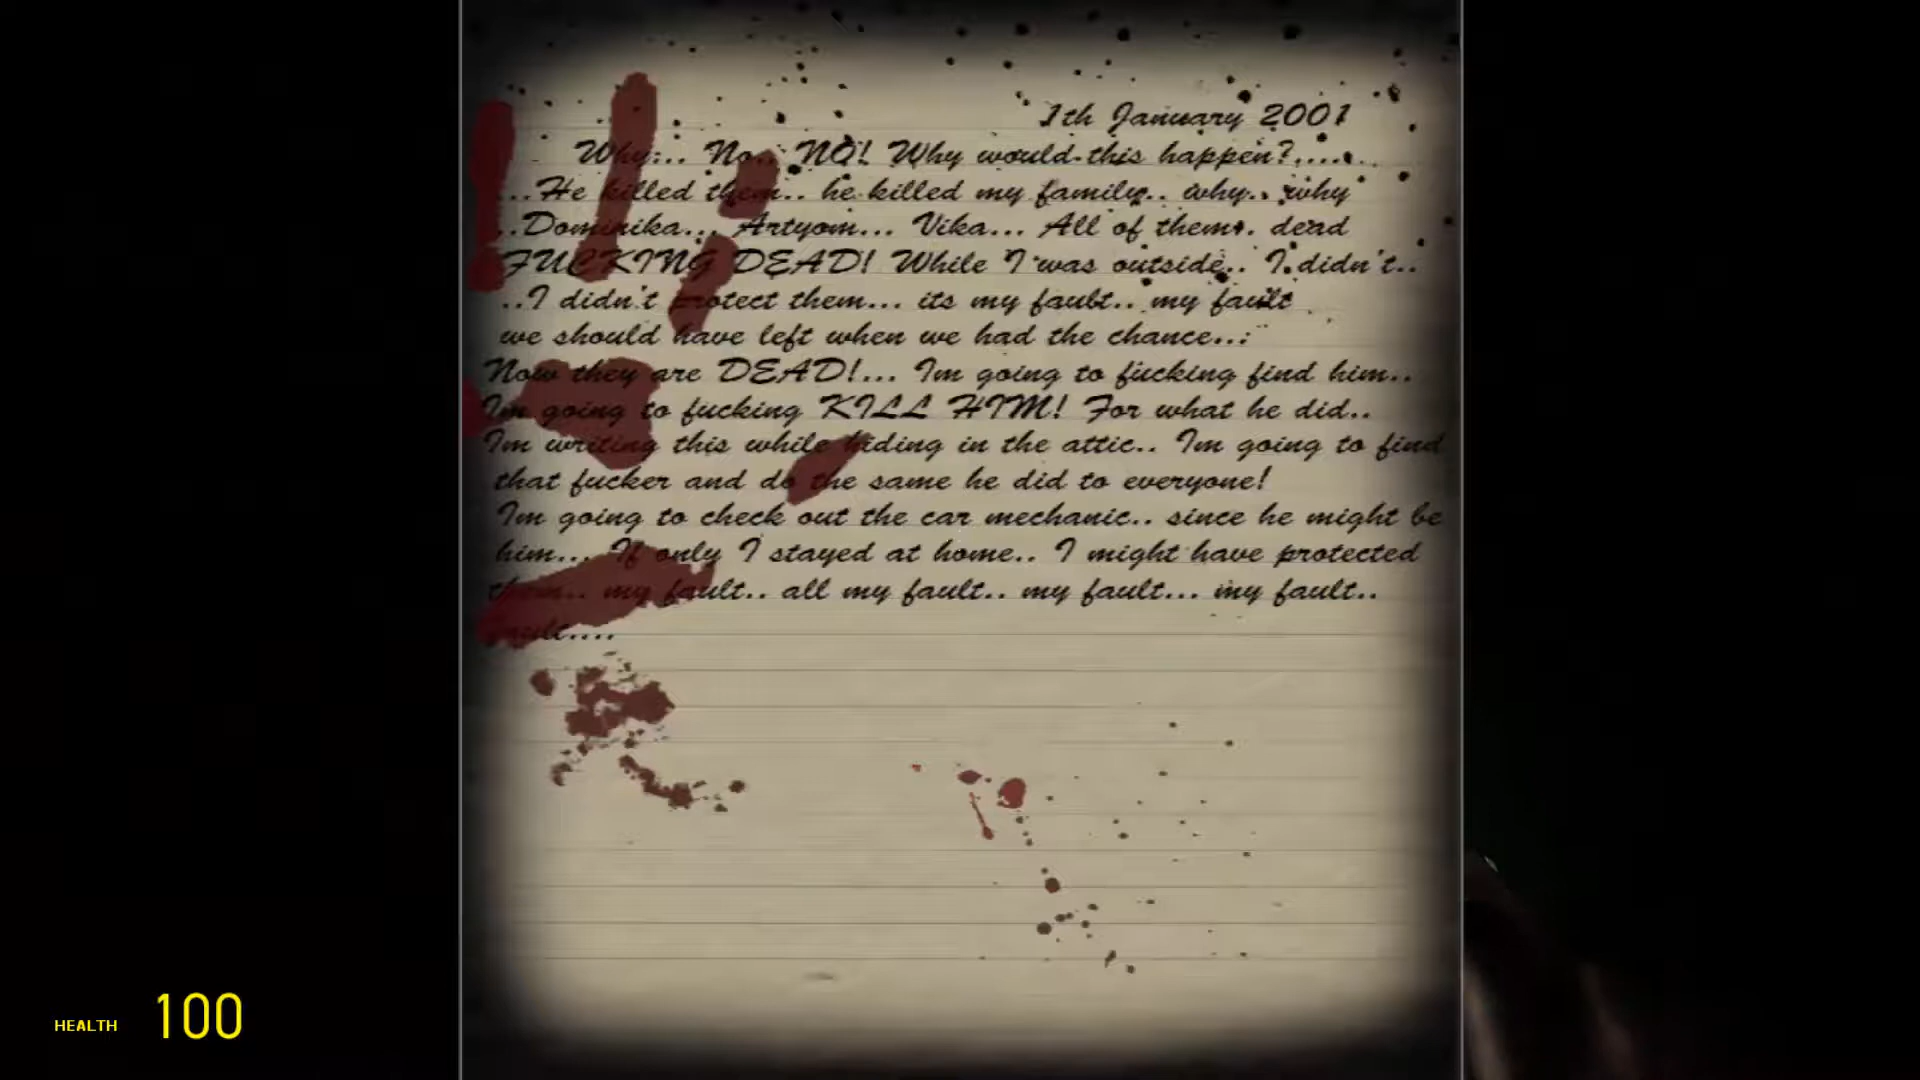 1th January 2001
Why... No.. NO! Why would this happen?.....
..He killed them.. he killed my family.. why.. why
..Dominika... Artyom... Vika... All of them.. dead
FUCKING DEAD! While I was outside.. I didn't..
..I didn't protect them... its my fault.. my fault
we should have left when we had the chance...
Now they are DEAD!... Im going to fucking find him..
Im going to fucking KILL HIM! For what he did..
Im writing this while hiding in the attic.. Im going to find
that fucker and do the same he did to everyone!
Im going to check out the car mechanic.. since he might be
him... If only I stayed at home.. I might have protected
them.. my fault.. all my fault.. my fault... my fault..
fault....
HEALTH 100